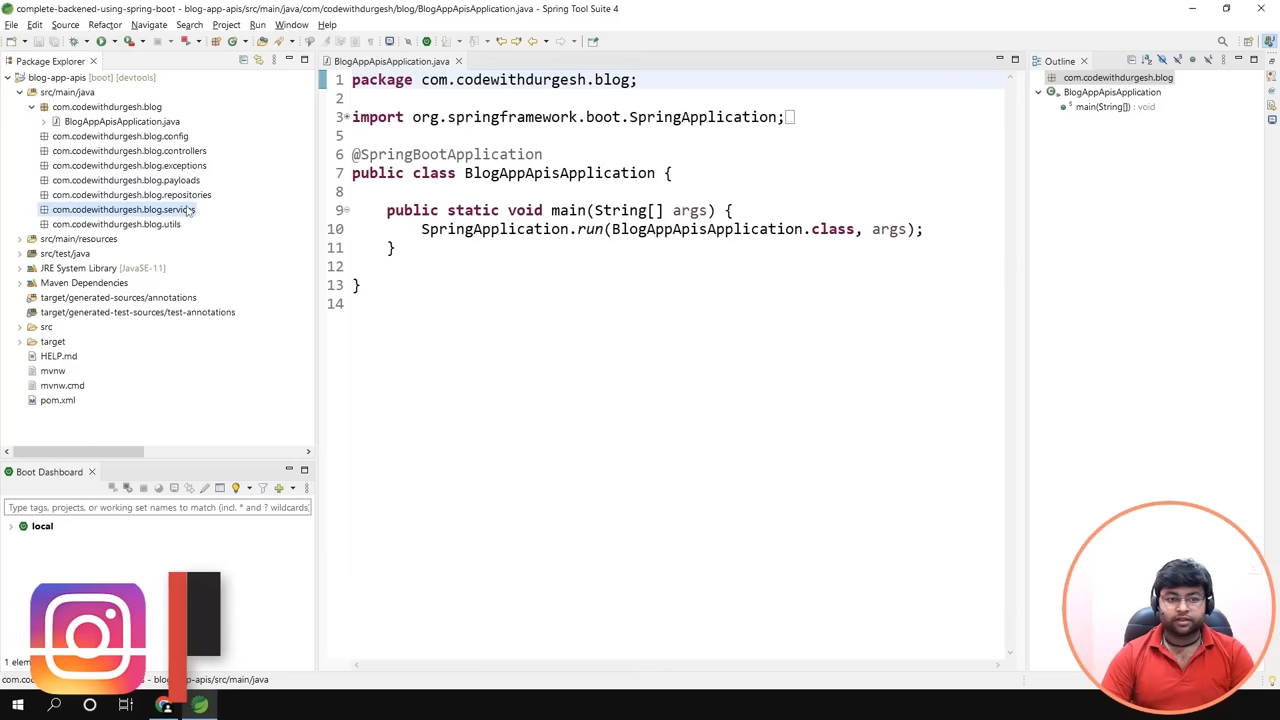 complete-backened-using-spring-boot - blog-app-apis/src/main/java/com/codewithdurgesh/blog/BlogAppApisApplication.java - Spring Tool Suite 4
File Edit Source Refactor Navigate Search Project Run Window Help
Package Explorer
blog-app-apis [boot] [devtools]
src/main/java
com.codewithdurgesh.blog
BlogAppApisApplication.java
com.codewithdurgesh.blog.config
com.codewithdurgesh.blog.controllers
com.codewithdurgesh.blog.exceptions
com.codewithdurgesh.blog.payloads
com.codewithdurgesh.blog.repositories
com.codewithdurgesh.blog.services
com.codewithdurgesh.blog.utils
src/main/resources
src/test/java
JRE System Library [JavaSE-11]
Maven Dependencies
target/generated-sources/annotations
target/generated-test-sources/test-annotations
src
target
HELP.md
mvnw
mvnw.cmd
pom.xml
Boot Dashboard
Type tags, projects, or working set names to match (incl. * and ? wildcards)
local
BlogAppApisApplication.java
1 package com.codewithdurgesh.blog;
2
3 import org.springframework.boot.SpringApplication;
5
6 @SpringBootApplication
7 public class BlogAppApisApplication {
8
9 public static void main(String[] args) {
10 SpringApplication.run(BlogAppApisApplication.class, args);
11 }
12
13 }
14
Outline
com.codewithdurgesh.blog
BlogAppApisApplication
main(String[]) : void